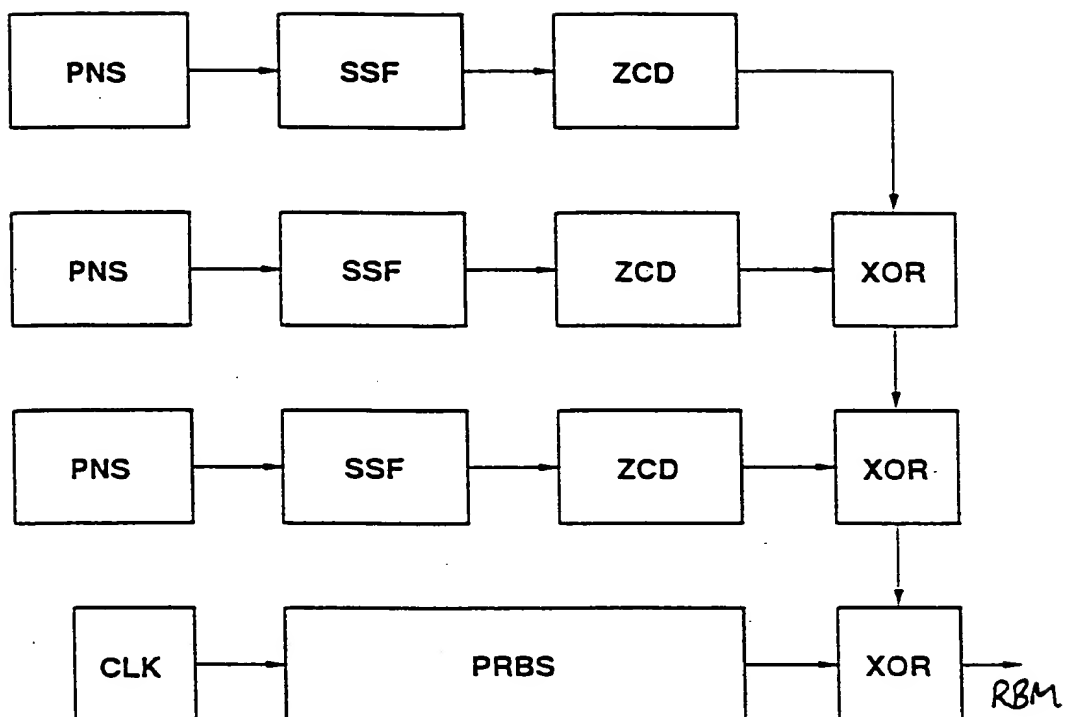 PNS SSF ZCD
PNS SSF ZCD XOR
PNS SSF ZCD XOR
CLK PRBS XOR
RBM